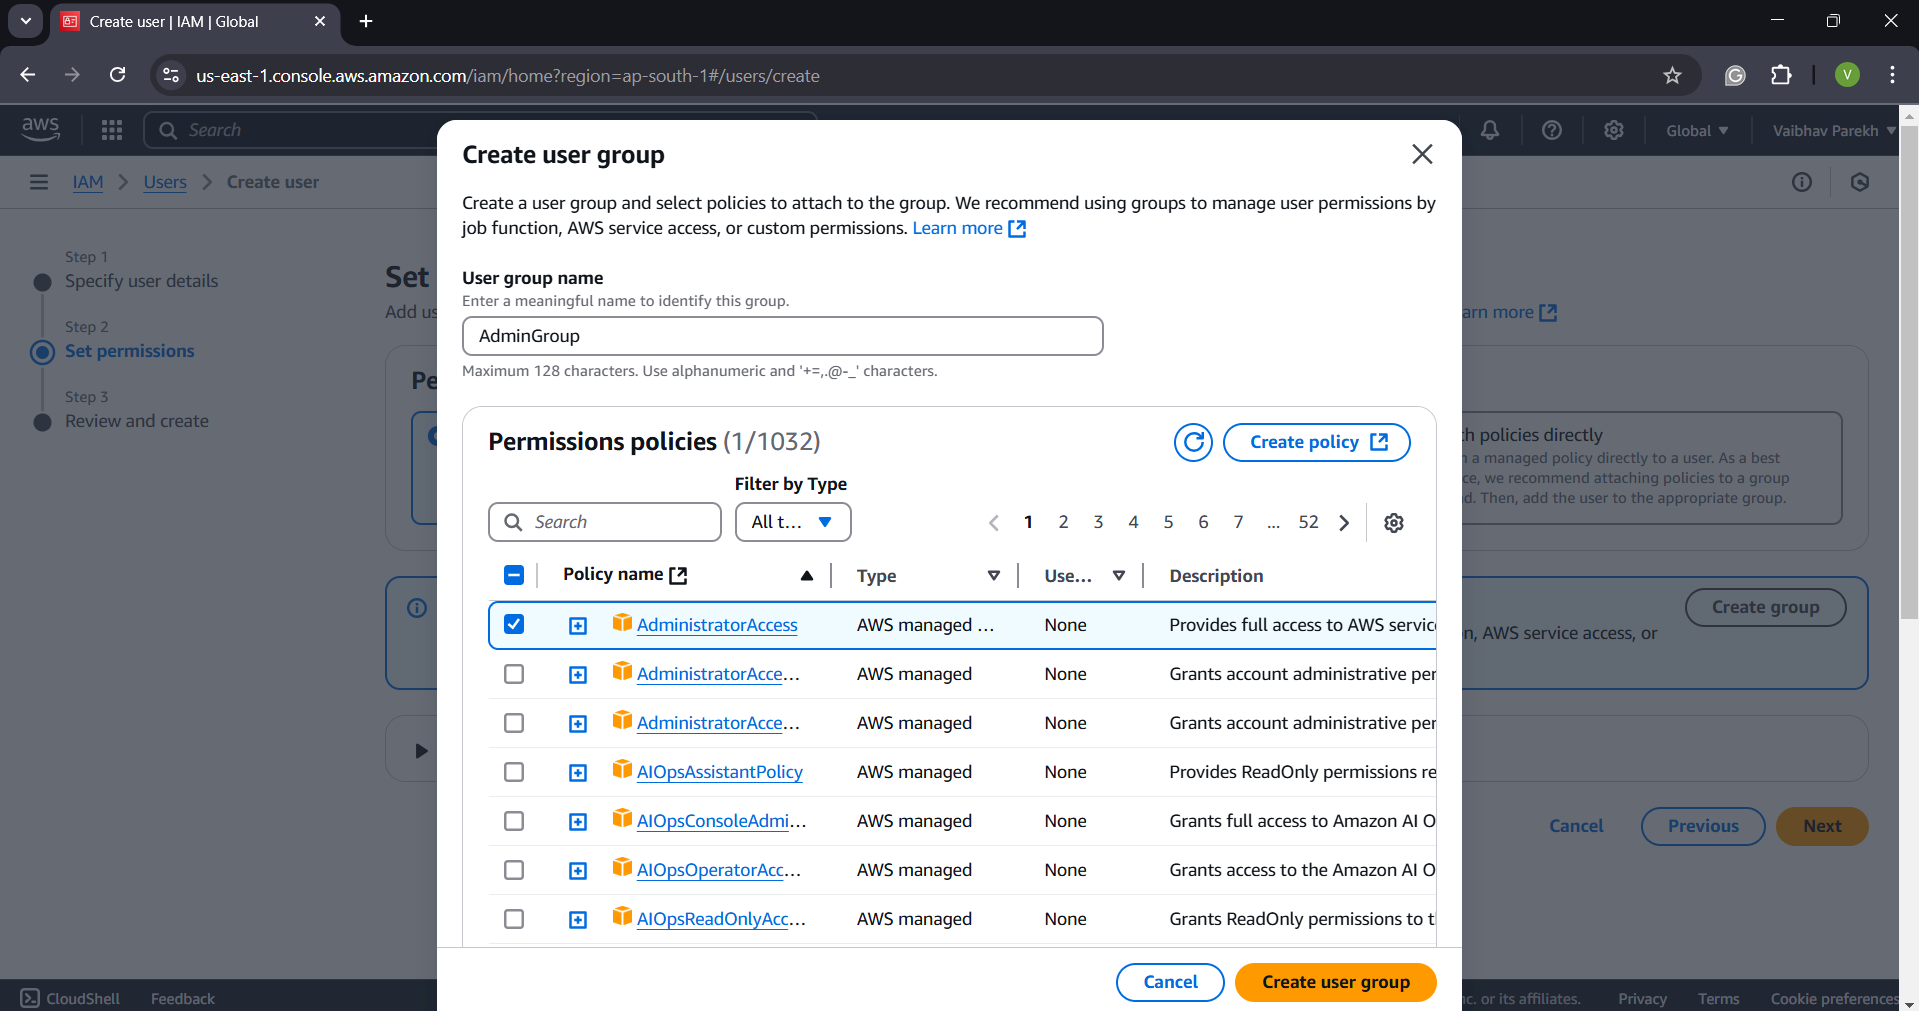 Create user | IAM | Global
us-east-1.console.aws.amazon.com/iam/home?region=ap-south-1#/users/create
V
aws
Search
Global
Vaibhav Parekh
IAM
Users
Create user
Step 1
Specify user details
Step 2
Set permissions
Step 3
Review and create
Set
Add us
Pe
Create user group
Create a user group and select policies to attach to the group. We recommend using groups to manage user permissions by
job function, AWS service access, or custom permissions. Learn more
User group name
Enter a meaningful name to identify this group.
AdminGroup
Maximum 128 characters. Use alphanumeric and '+=,.@-_' characters.
Permissions policies (1/1032)
Create policy
Filter by Type
Search
All t...
1 2 3 4 5 6 7 ... 52
Policy name Type Use... Description
AdministratorAccess AWS managed ... None Provides full access to AWS servic
AdministratorAcce... AWS managed None Grants account administrative per
AdministratorAcce... AWS managed None Grants account administrative per
AIOpsAssistantPolicy AWS managed None Provides ReadOnly permissions re
AIOpsConsoleAdmi... AWS managed None Grants full access to Amazon AI O
AIOpsOperatorAcc... AWS managed None Grants access to the Amazon AI O
AIOpsReadOnlyAcc... AWS managed None Grants ReadOnly permissions to t
Cancel
Create user group
arn more
h policies directly
a managed policy directly to a user. As a best
ce, we recommend attaching policies to a group
d. Then, add the user to the appropriate group.
Create group
n, AWS service access, or
Cancel
Previous
Next
CloudShell
Feedback
nc. or its affiliates.
Privacy
Terms
Cookie preferences